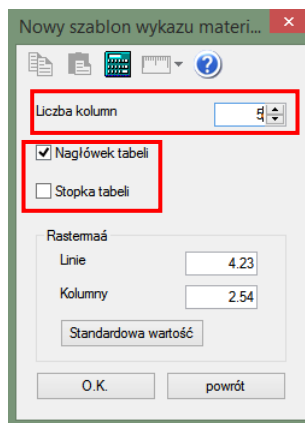 Nowy szablon wykazu materi...
Liczba kolumn 5
Nagłówek tabeli
Stopka tabeli
Rastermaá
Linie 4.23
Kolumny 2.54
Standardowa wartość
O.K. powrót